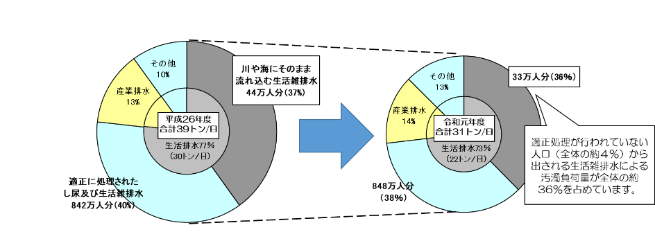 その他
10%
産業排水
13%
川や海にそのまま
流れ込む生活雑排水
44万人分(37%)
平成26年度
合計39トン/日
生活排水77%
(30トン/日)
適正に処理された
し尿及び生活雑排水
842万人分(40%)
その他
13%
産業排水
14%
33万人分(36%)
令和元年度
合計31トン/日
生活排水73%
(22トン/日)
848万人分
(38%)
適正処理が行われていない
人口(全体の約4%)から
出される生活雑排水による
汚濁負荷量が全体の約
36%を占めています。